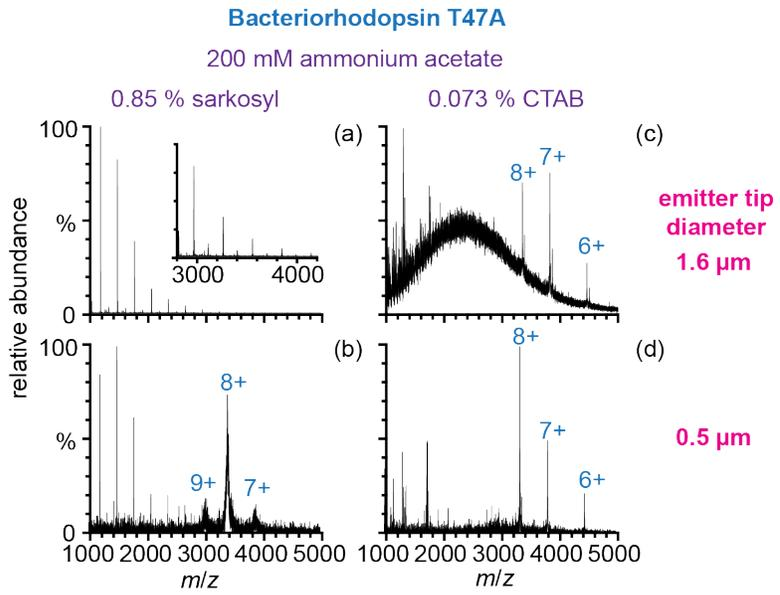 Bacteriorhodopsin T47A
200 mM ammonium acetate
0.85 % sarkosyl
0.073 % CTAB
(a)
(c)
100
%
0
3000 4000
8+
7+
6+
emitter tip
diameter
1.6 µm
relative abundance
(b)
(d)
100
%
0
9+
8+
7+
8+
7+
6+
0.5 µm
1000 2000 3000 4000 5000
1000 2000 3000 4000 5000
m/z
m/z